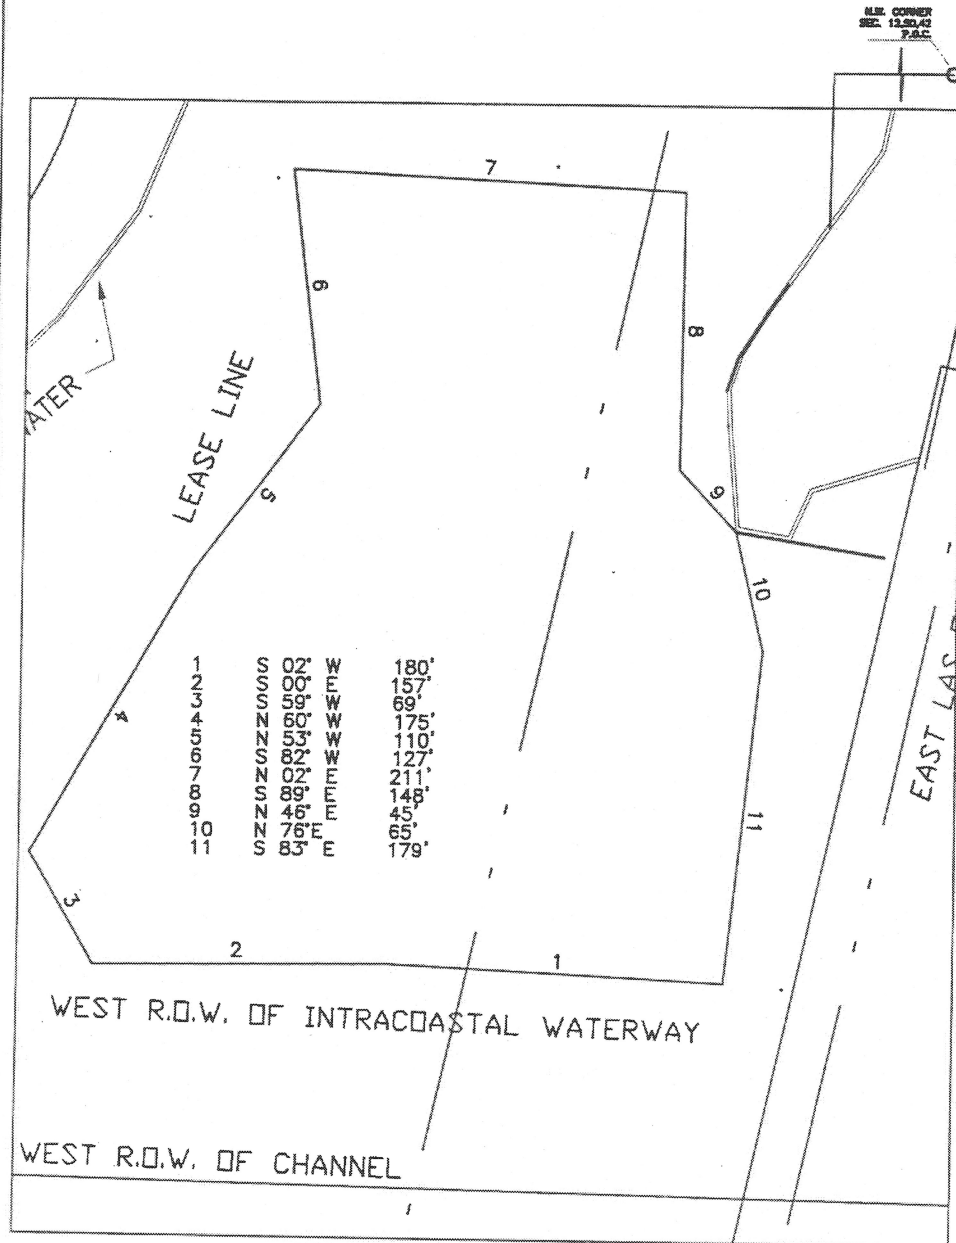 SEC. 13,50,42
P.O.C.
7
6
8
LEASE LINE
5
9
10
1 S 02° W 180'
2 S 00° E 157'
3 S 59° W 69'
4 N 60° W 175'
5 N 53° W 110'
6 S 82° W 127'
7 N 02° E 211'
8 S 89° E 148'
9 N 46° E 45'
10 N 76°E 65'
11 S 83° E 179'
4
11
EAST LAS
3
2
1
WEST R.O.W. OF INTRACOASTAL WATERWAY
WEST R.O.W. OF CHANNEL